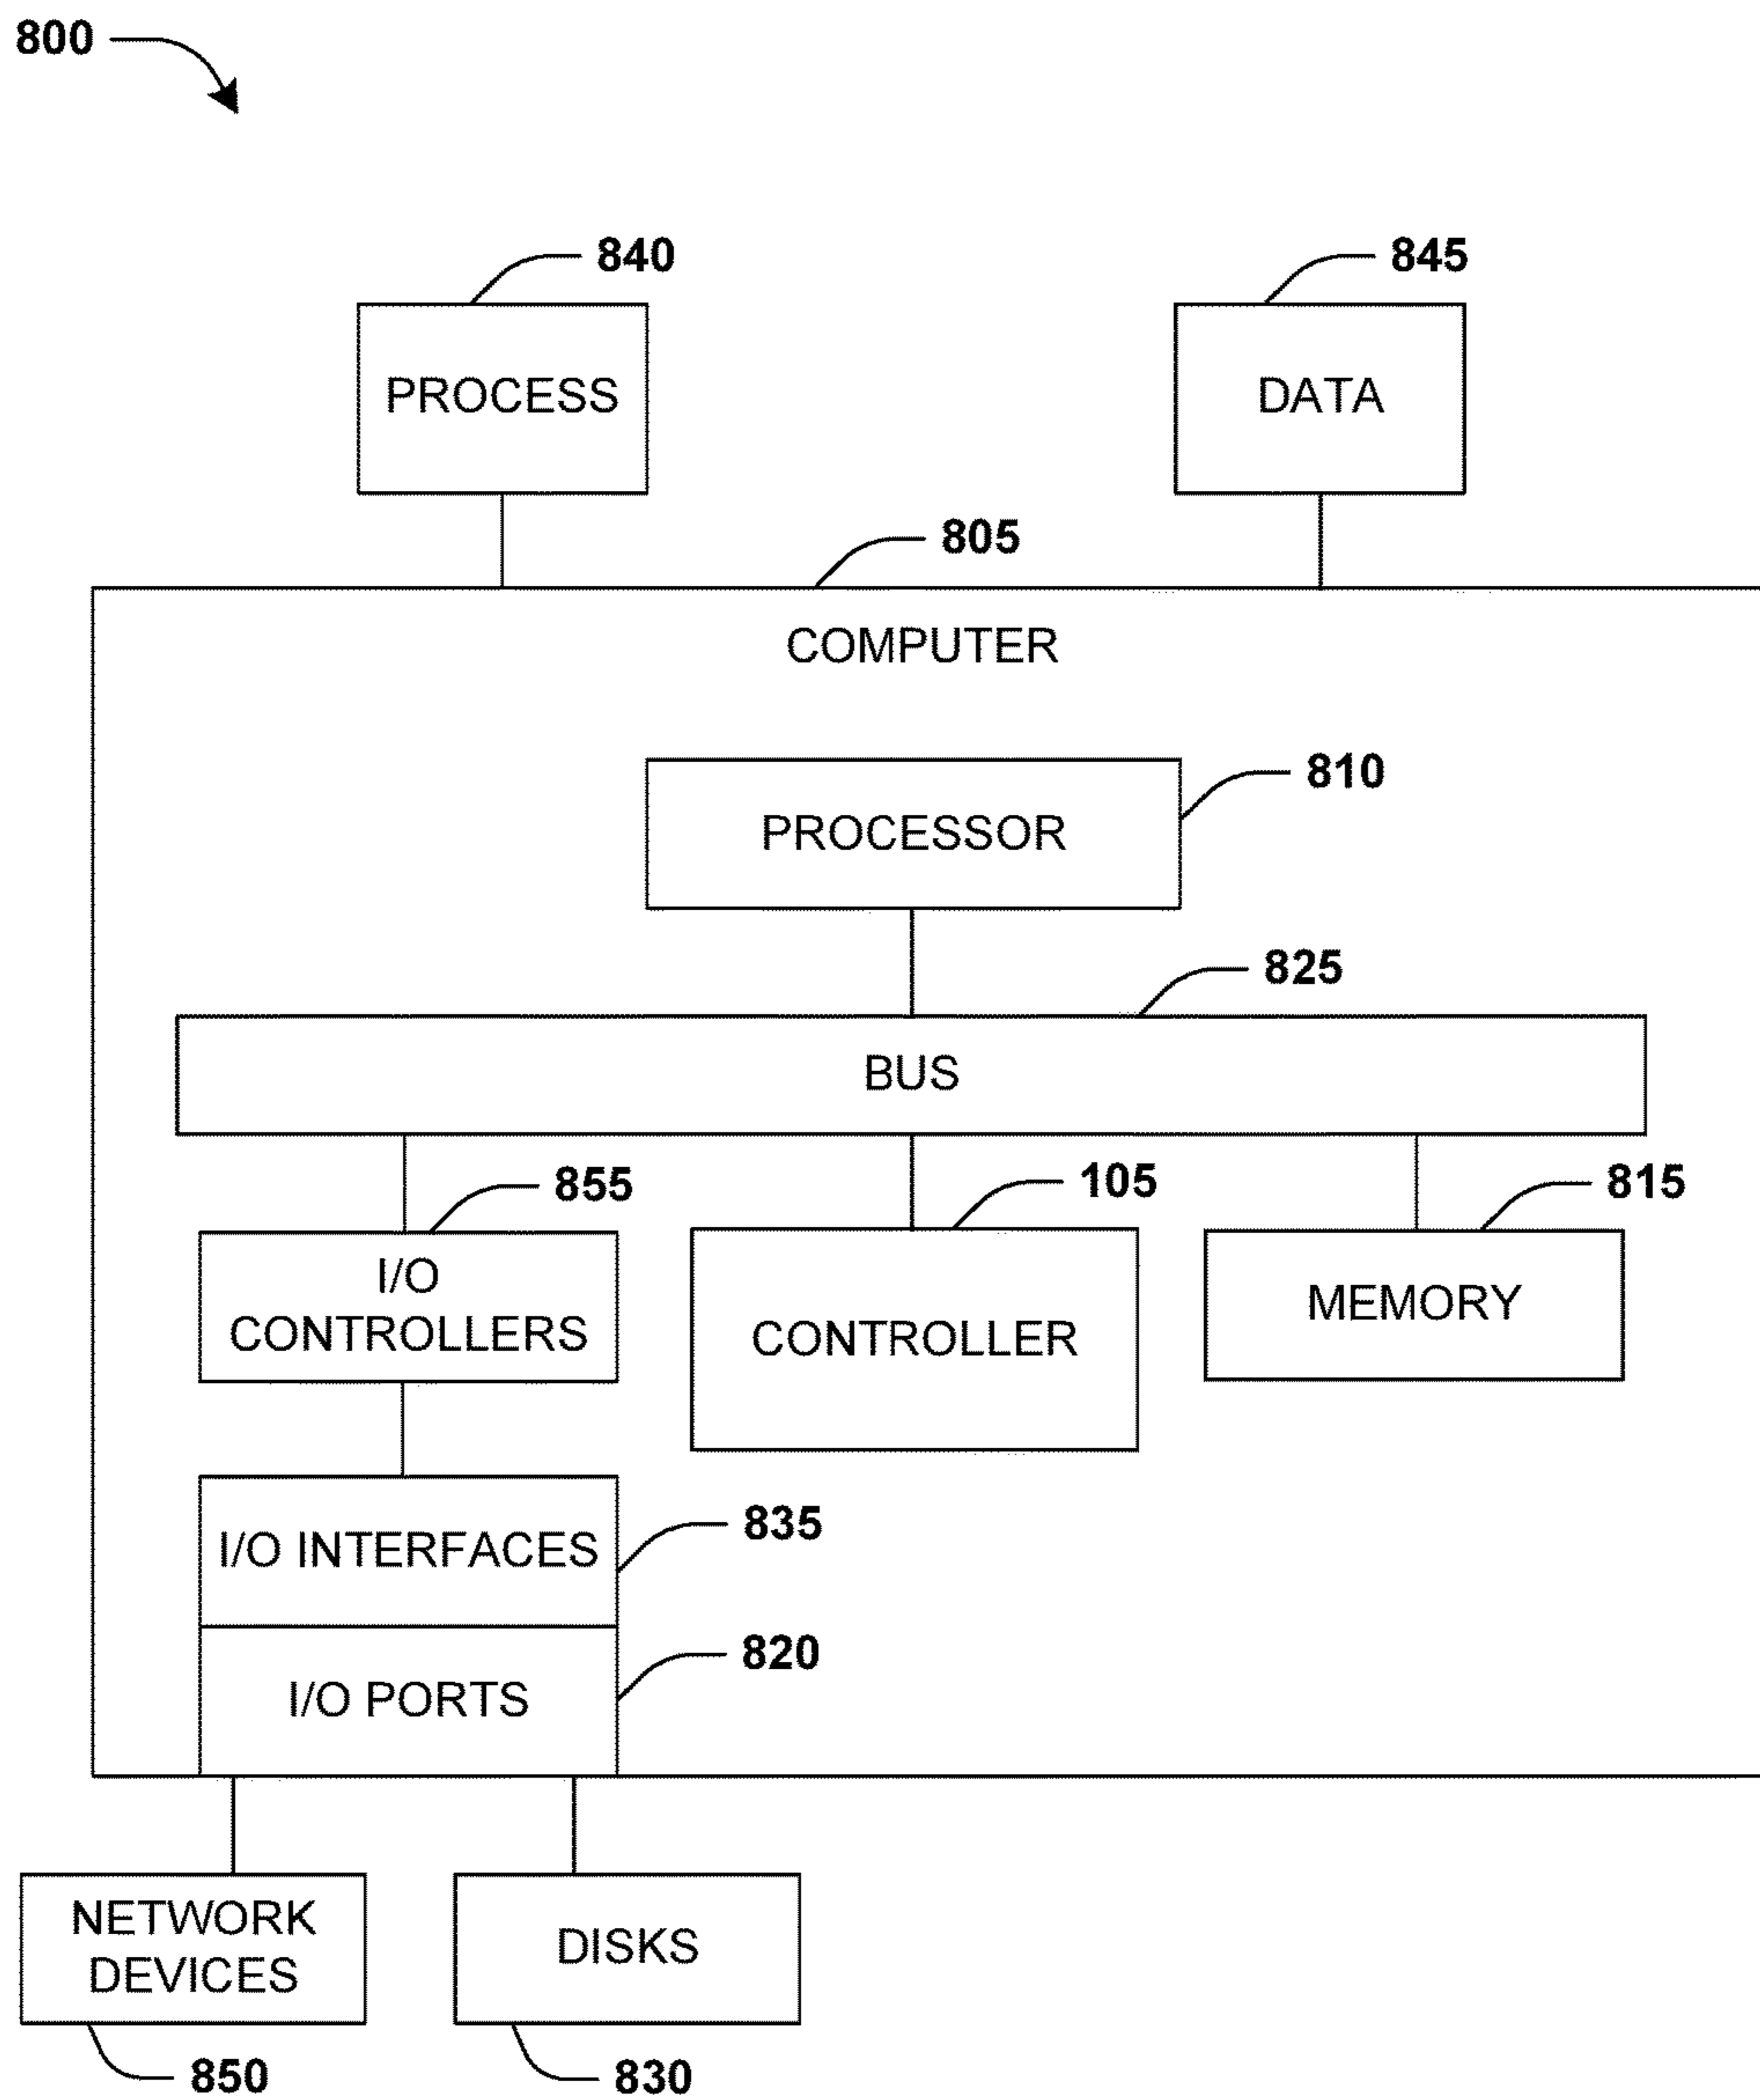 800
840
845
PROCESS
DATA
805
COMPUTER
810
PROCESSOR
825
BUS
855
105
815
I/O
CONTROLLERS
CONTROLLER
MEMORY
835
I/O INTERFACES
820
I/O PORTS
NETWORK
DEVICES
DISKS
850
830